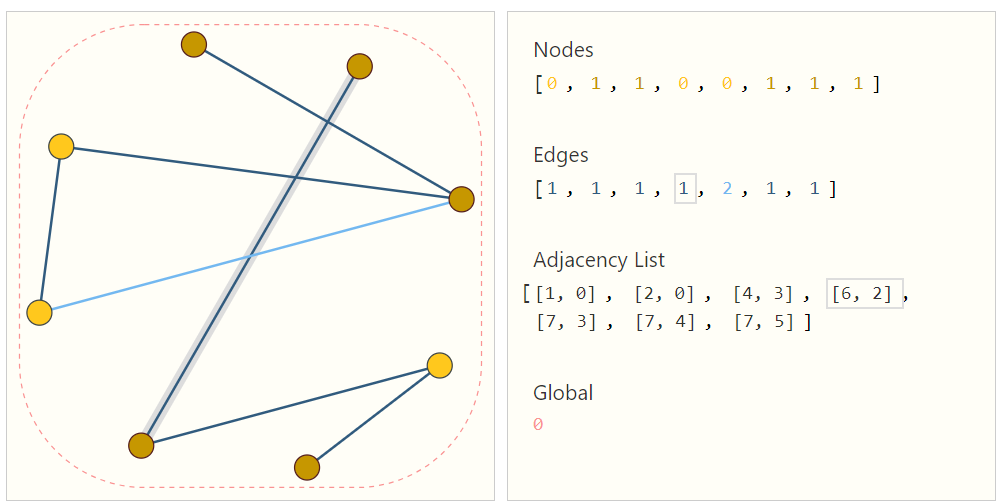 Nodes
[0, 1, 1, 0, 0, 1, 1, 1]
Edges
[1, 1, 1, 1, 2, 1, 1]
Adjacency List
[[1, 0], [2, 0], [4, 3], [6, 2],
[7, 3], [7, 4], [7, 5]]
Global
0